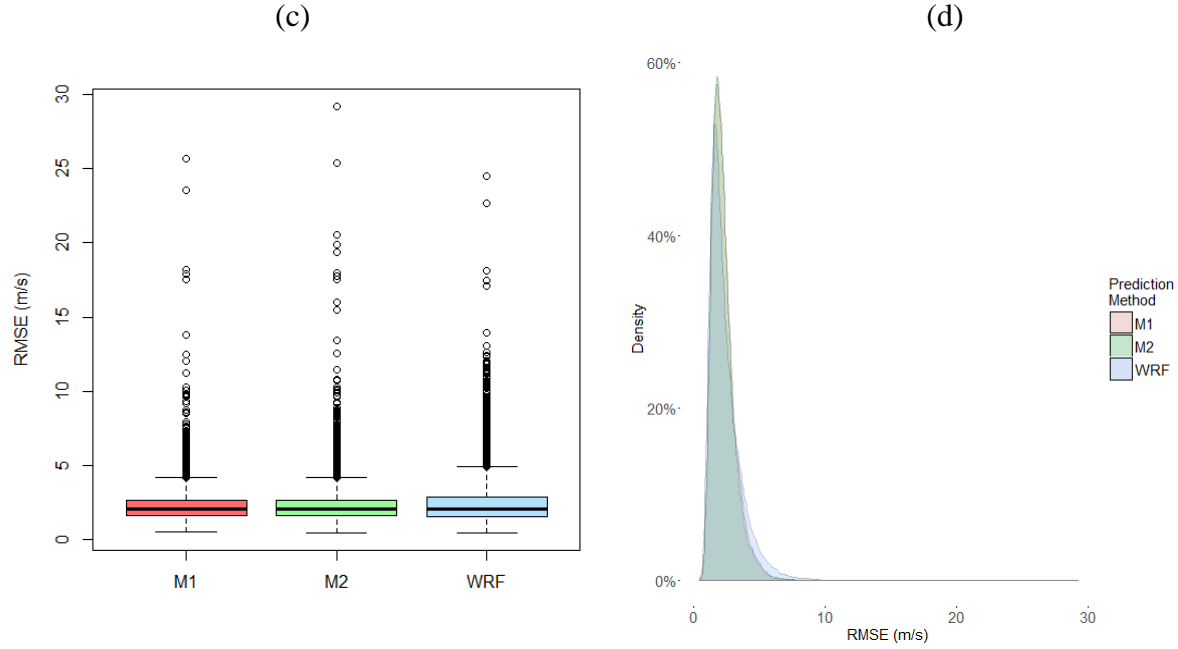 (c)
(d)
RMSE (m/s)
30
25
20
15
10
5
0
M1
M2
WRF
Density
60%
40%
20%
0%
0
10
20
30
RMSE (m/s)
Prediction
Method
M1
M2
WRF